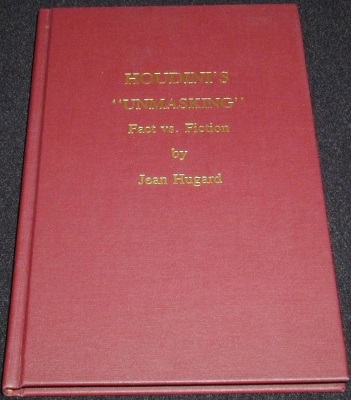 HOUDINI'S
"UNMASKING"
Fact vs. Fiction
by
Jean Hugard